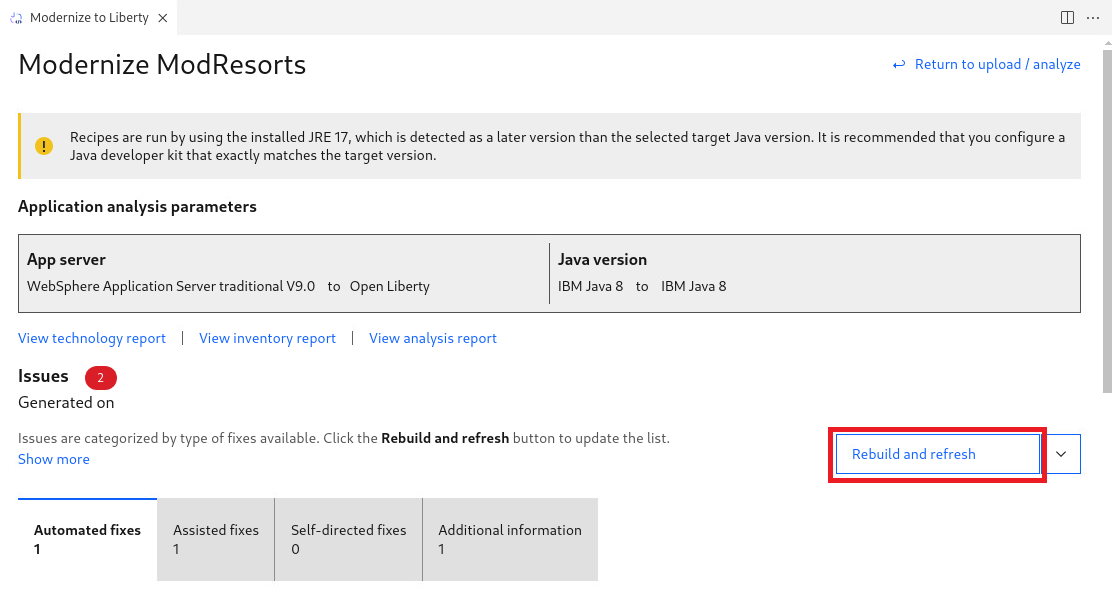 Modernize to Liberty
Modernize ModResorts
Return to upload / analyze
Recipes are run by using the installed JRE 17, which is detected as a later version than the selected target Java version. It is recommended that you configure a
Java developer kit that exactly matches the target version.
Application analysis parameters
App server
WebSphere Application Server traditional V9.0 to Open Liberty
Java version
IBM Java 8 to IBM Java 8
View technology report | View inventory report | View analysis report
Issues 2
Generated on
Issues are categorized by type of fixes available. Click the Rebuild and refresh button to update the list.
Show more
Rebuild and refresh
Automated fixes
1
Assisted fixes
1
Self-directed fixes
0
Additional information
1